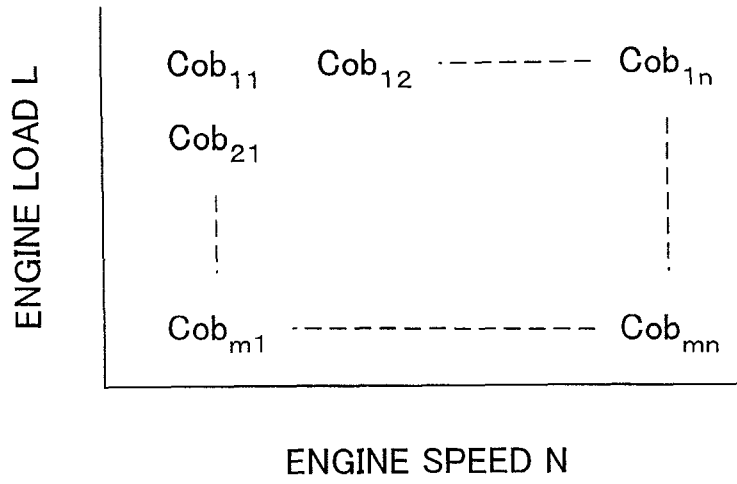 ENGINE LOAD L
Cob₁₁ Cob₁₂ Cob₁ₙ
Cob₂₁
Cobₘ₁ Cobₘₙ
ENGINE SPEED N